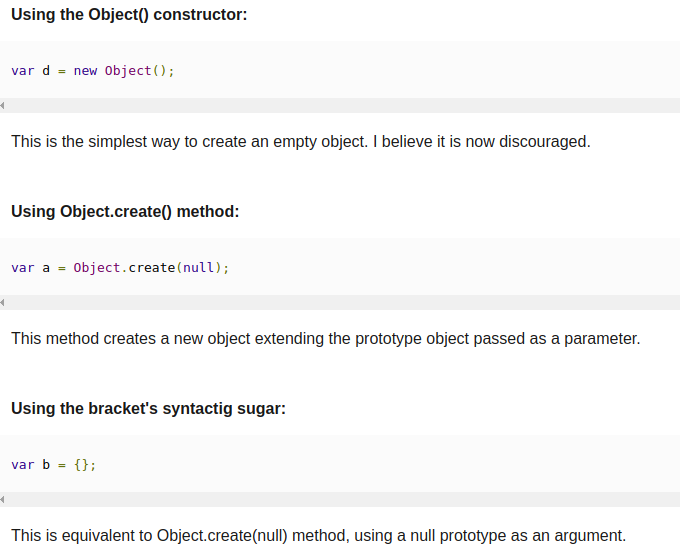 Using the Object() constructor:
var d = new Object();
This is the simplest way to create an empty object. I believe it is now discouraged.
Using Object.create() method:
var a = Object.create(null);
This method creates a new object extending the prototype object passed as a parameter.
Using the bracket's syntactig sugar:
var b = {};
This is equivalent to Object.create(null) method, using a null prototype as an argument.